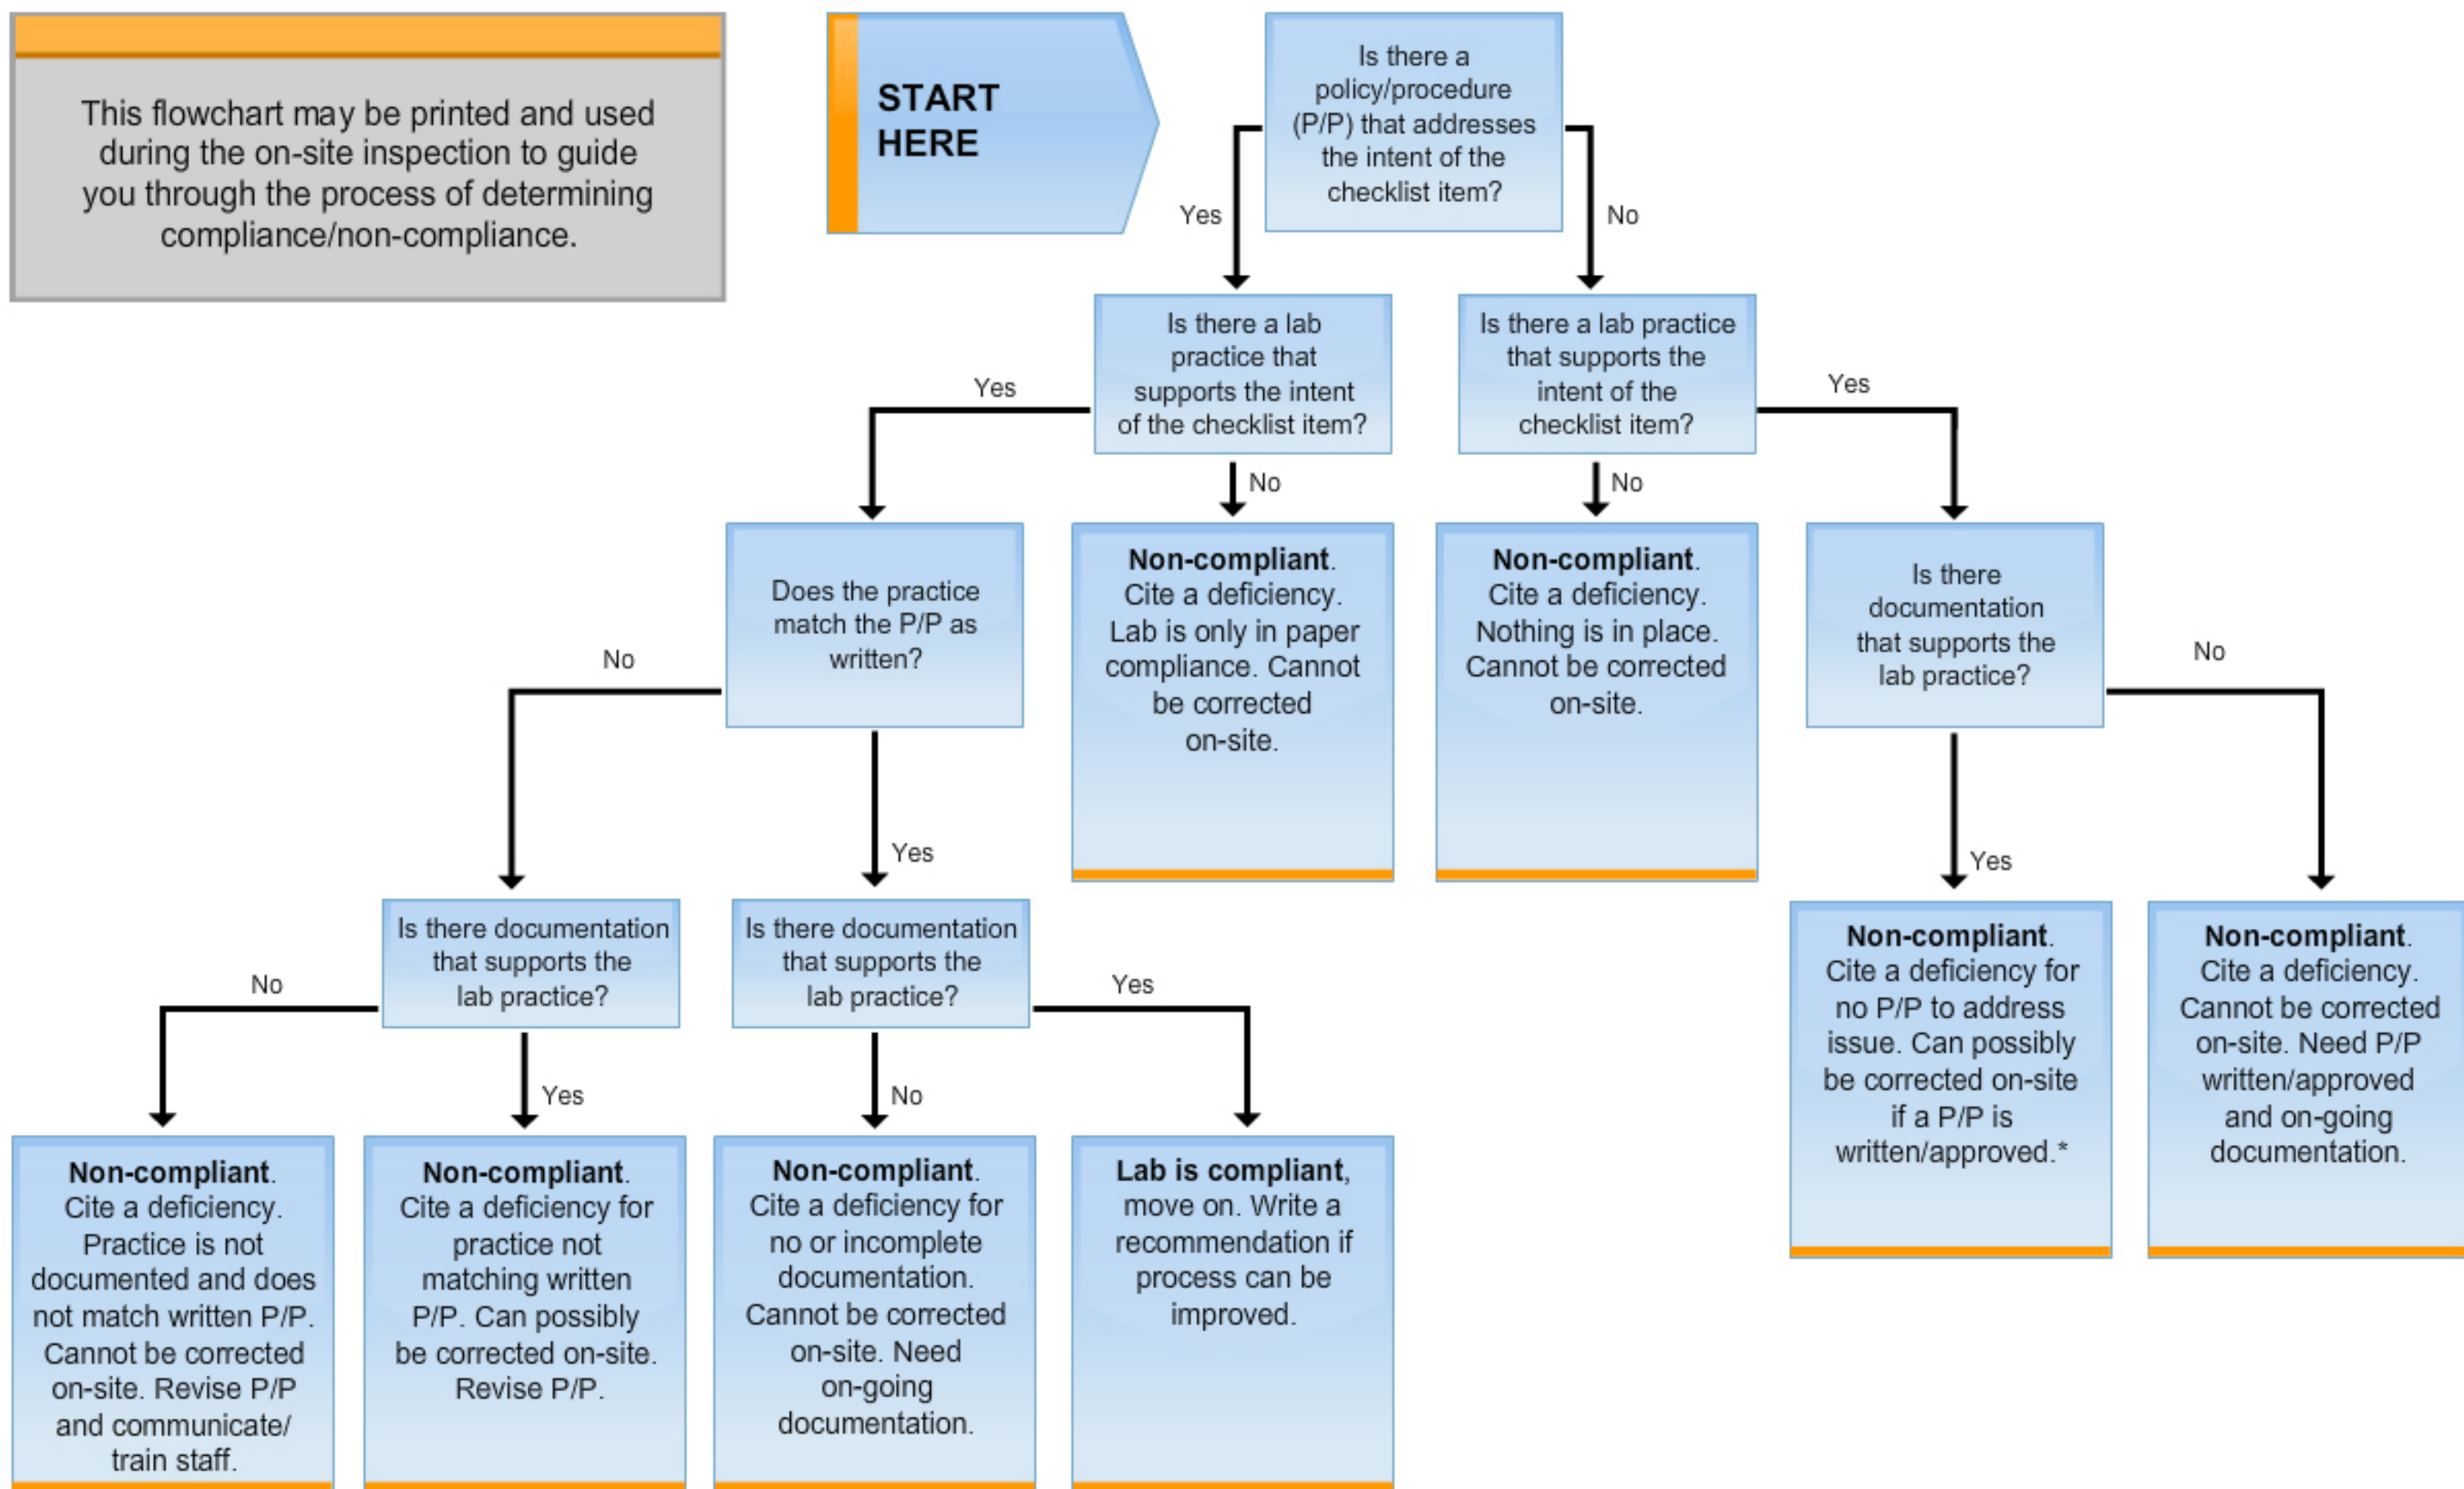 This flowchart may be printed and used
during the on-site inspection to guide
you through the process of determining
compliance/non-compliance.
START
HERE
Is there a
policy/procedure
(P/P) that addresses
the intent of the
checklist item?
Yes
No
Is there a lab
practice that
supports the intent
of the checklist item?
Is there a lab practice
that supports the
intent of the
checklist item?
Yes
No
No
Yes
Does the practice
match the P/P as
written?
Non-compliant.
Cite a deficiency.
Lab is only in paper
compliance. Cannot
be corrected
on-site.
Non-compliant.
Cite a deficiency.
Nothing is in place.
Cannot be corrected
on-site.
Is there
documentation
that supports the
lab practice?
No
Yes
Yes
No
Is there documentation
that supports the
lab practice?
Is there documentation
that supports the
lab practice?
No
Yes
No
Yes
Non-compliant.
Cite a deficiency for
no P/P to address
issue. Can possibly
be corrected on-site
if a P/P is
written/approved.*
Non-compliant.
Cite a deficiency.
Cannot be corrected
on-site. Need P/P
written/approved
and on-going
documentation.
Non-compliant.
Cite a deficiency.
Practice is not
documented and does
not match written P/P.
Cannot be corrected
on-site. Revise P/P
and communicate/
train staff.
Non-compliant.
Cite a deficiency for
practice not
matching written
P/P. Can possibly
be corrected on-site.
Revise P/P.
Non-compliant.
Cite a deficiency for
no or incomplete
documentation.
Cannot be corrected
on-site. Need
on-going
documentation.
Lab is compliant,
move on. Write a
recommendation if
process can be
improved.